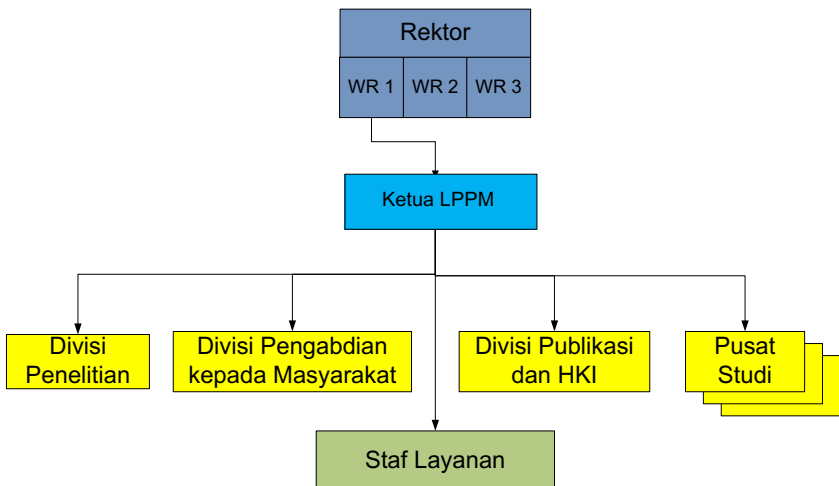 Rektor
WR 1
WR 2
WR 3
Ketua LPPM
Divisi
Penelitian
Divisi Pengabdian
kepada Masyarakat
Divisi Publikasi
dan HKI
Pusat
Studi
Staf Layanan